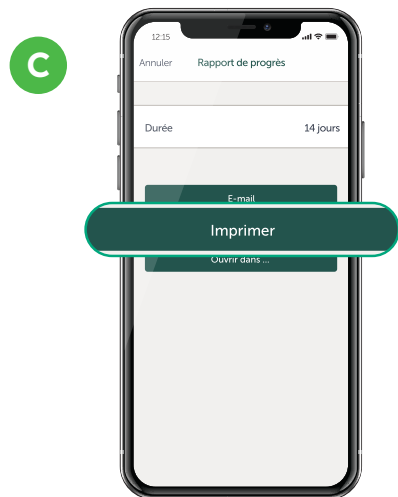 C
12:15
Annuler Rapport de progrès
Durée 14 jours
E-mail
Imprimer
Ouvrir dans ...